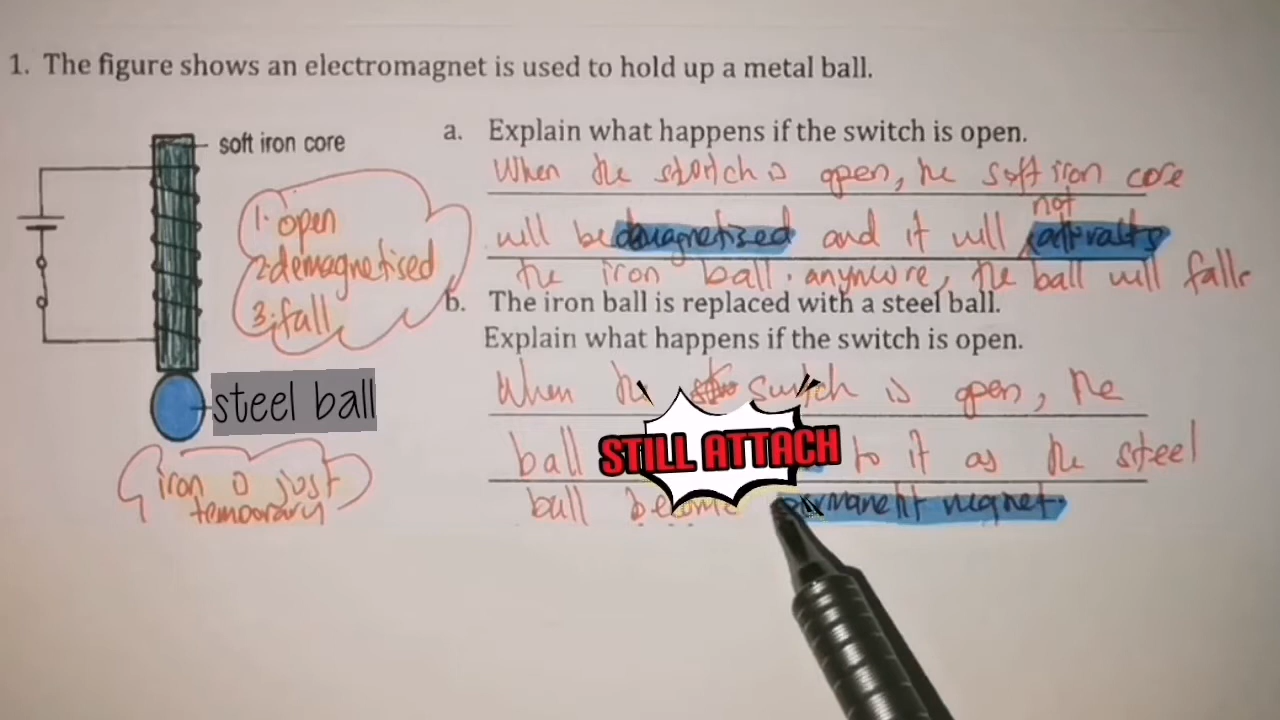 1. The figure shows an electromagnet is used to hold up a metal ball.
soft iron core
1. open
2. demagnetised
3. fall
steel ball
iron is just
temporary
a. Explain what happens if the switch is open.
When the switch is open, the soft iron core
not
will be demagnetised and it will attracts
the iron ball. anymore, the ball will falls
b. The iron ball is replaced with a steel ball.
Explain what happens if the switch is open.
When the switch is open, the
ball STILL ATTACH to it as the steel
ball become permanent magnet.